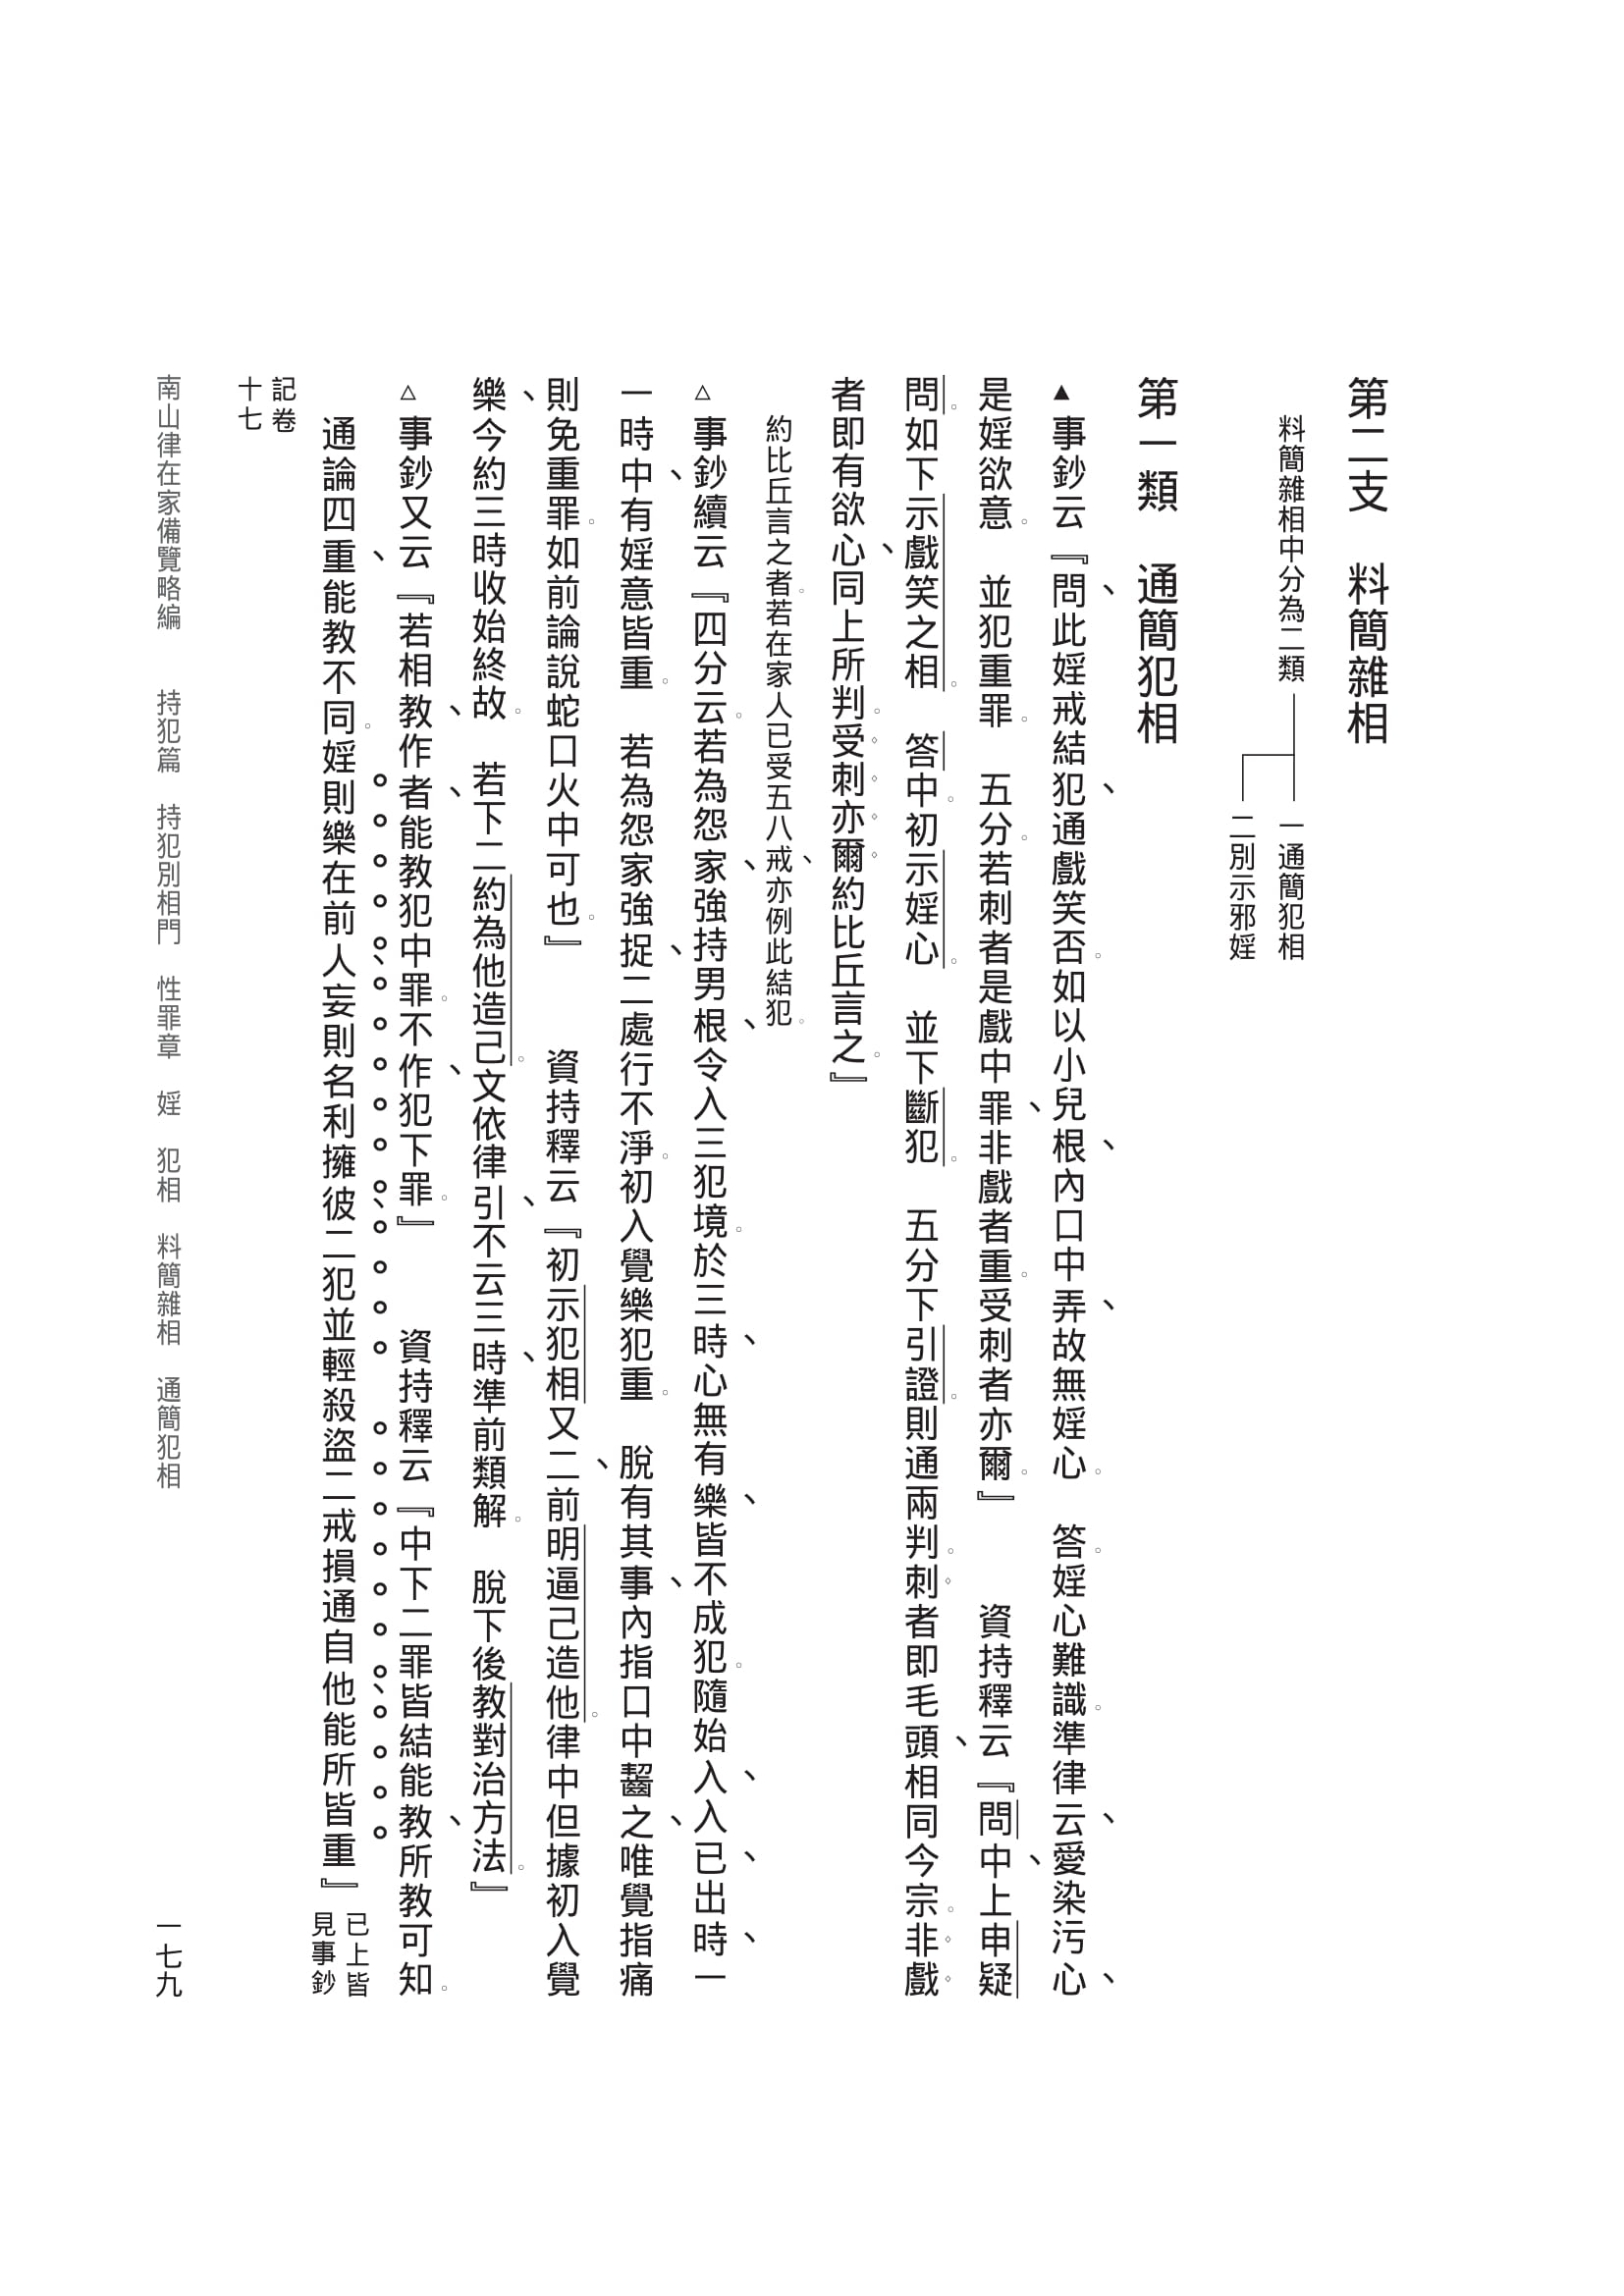 第二支　料簡雜相
料簡雜相中分為二類
一通簡犯相
二別示邪婬
第一類　通簡犯相
▲事鈔云『問此婬戒結犯通戲笑否。如以小兒根內口中弄故無婬心。答。婬心難識。準律云愛染污心
是婬欲意。並犯重罪。五分。若刺者是戲中罪非戲者重。受刺者亦爾。』　資持釋云『問中上申疑
問。如下示戲笑之相。答中。初示婬心。並下斷犯。五分下引證。則通兩判。刺者即毛頭相同今宗。非戲
者即有欲心同上所判。受刺亦爾約比丘言之。』
約比丘言之者。若在家人已受五八戒亦例此結犯。
△事鈔續云『四分云。若為怨家強持男根令入三犯境。於三時心無有樂皆不成犯。隨始入入已出時一
一時中有婬意皆重。若為怨家強捉二處行不淨。初入覺樂犯重。脫有其事內指口中齧之唯覺指痛
則免重罪。如前論說蛇口火中可也。』　資持釋云『初示犯相又二前明逼己造他。律中但據初入覺
樂今約三時收始終故。若下二約為他造己。文依律引不云三時準前類解。脫下後教對治方法。』
△事鈔又云『若相教作者能教犯中罪。不作犯下罪。』　資持釋云『中下二罪皆結能教所教可知。
通論四重能教不同。婬則樂在前人妄則名利擁彼二犯並輕殺盜二戒損通自他能所皆重』已上皆見事鈔
記卷十七
南山律在家備覽略編　持犯篇　持犯別相門　性罪章　婬　犯相　料簡雜相　通簡犯相
一七九